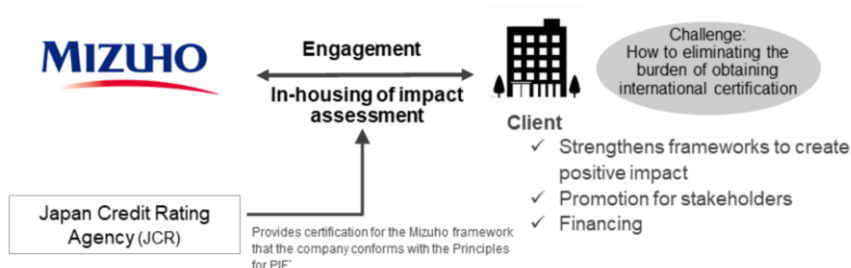 MIZUHO
Engagement
In-housing of impact
assessment
Challenge:
How to eliminating the
burden of obtaining
international certification
Client
✓ Strengthens frameworks to create
positive impact
✓ Promotion for stakeholders
✓ Financing
Japan Credit Rating
Agency (JCR)
Provides certification for the Mizuho framework
that the company conforms with the Principles
for PIF*